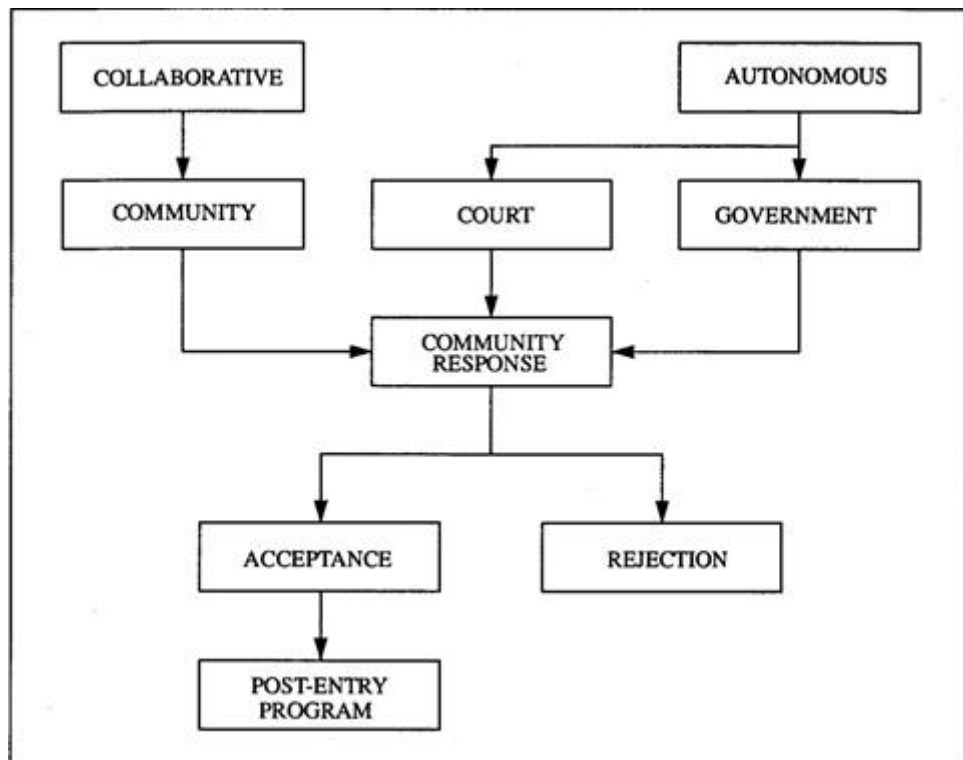 COLLABORATIVE
AUTONOMOUS
COMMUNITY
COURT
GOVERNMENT
COMMUNITY
RESPONSE
ACCEPTANCE
REJECTION
POST-ENTRY
PROGRAM